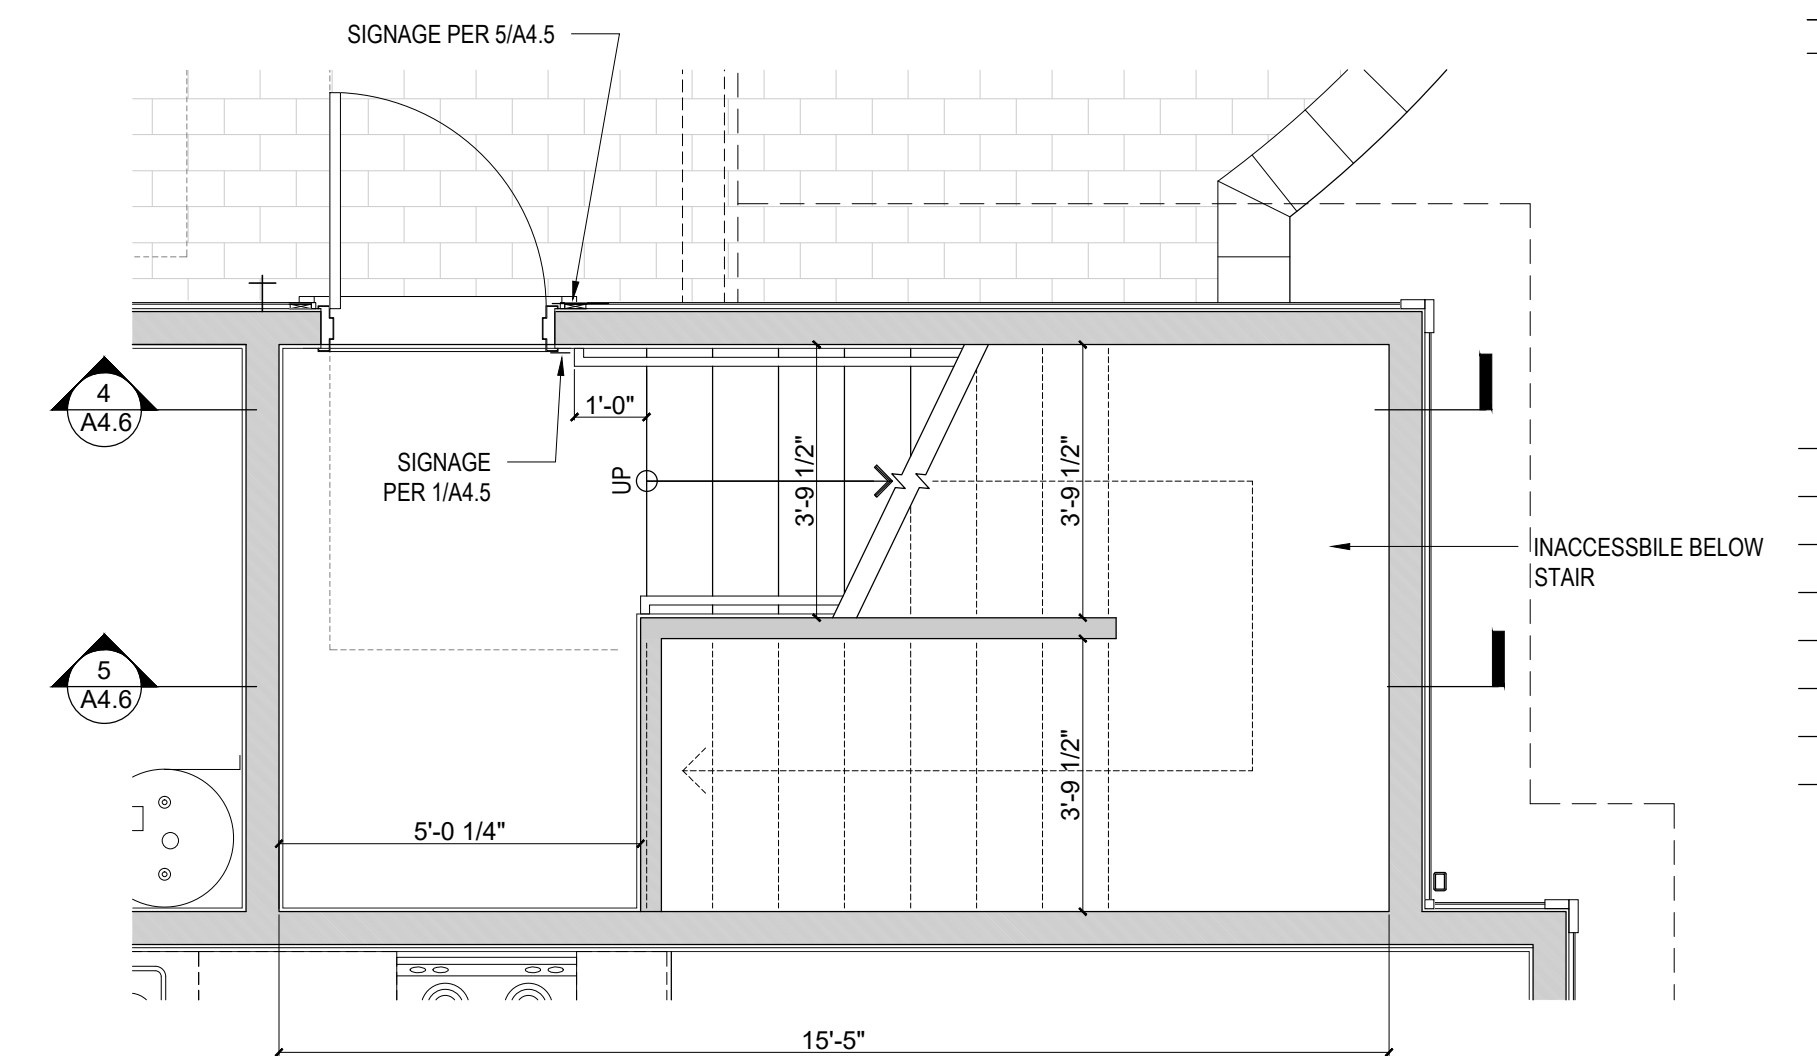 SIGNAGE PER 5/A4.5
4
A4.6
1'-0"
SIGNAGE
PER 1/A4.5
UP
3'-9 1/2"
3'-9 1/2"
INACCESSBILE BELOW
STAIR
5
A4.6
3'-9 1/2"
5'-0 1/4"
15'-5"